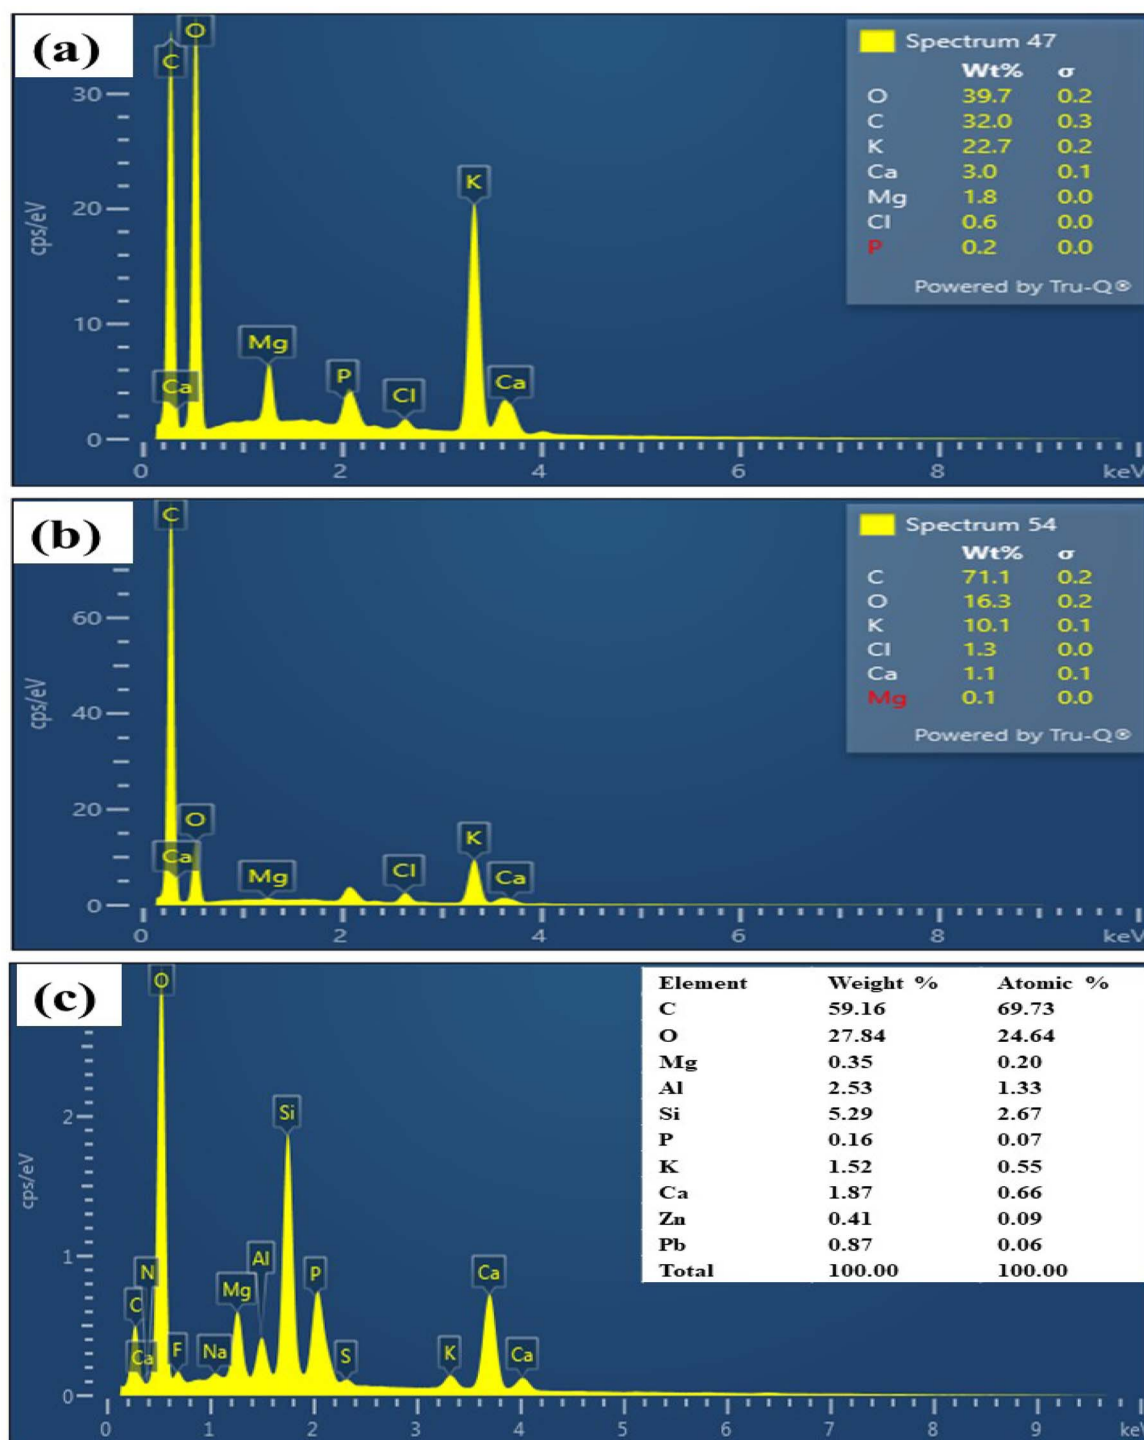 (a)
Spectrum 47
Wt% σ
O 39.7 0.2
C 32.0 0.3
K 22.7 0.2
Ca 3.0 0.1
Mg 1.8 0.0
Cl 0.6 0.0
P 0.2 0.0
Powered by Tru-Q®
C O
Ca Mg P Cl K Ca
cps/eV
30
20
10
0
0 2 4 6 8 keV
(b)
Spectrum 54
Wt% σ
C 71.1 0.2
O 16.3 0.2
K 10.1 0.1
Cl 1.3 0.0
Ca 1.1 0.1
Mg 0.1 0.0
Powered by Tru-Q®
C
Ca O Mg Cl K Ca
cps/eV
60
40
20
0
0 2 4 6 8 keV
(c)
Element Weight % Atomic %
C 59.16 69.73
O 27.84 24.64
Mg 0.35 0.20
Al 2.53 1.33
Si 5.29 2.67
P 0.16 0.07
K 1.52 0.55
Ca 1.87 0.66
Zn 0.41 0.09
Pb 0.87 0.06
Total 100.00 100.00
O
C Ca N F Na Mg Al Si P S K Ca Ca
cps/eV
2
1
0
0 1 2 3 4 5 6 7 8 9 keV